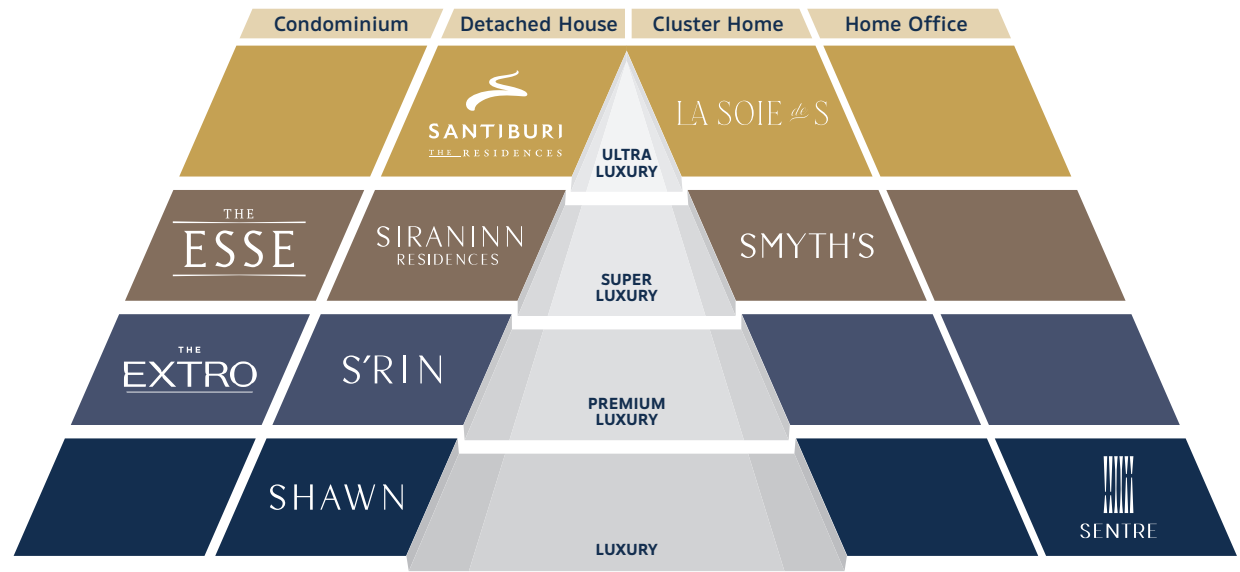 Condominium
Detached House
Cluster Home
Home Office
SANTIBURI
THE RESIDENCES
LA SOIE de S
ULTRA
LUXURY
THE
ESSE
SIRANINN
RESIDENCES
SMYTH'S
SUPER
LUXURY
THE
EXTRO
S'RIN
PREMIUM
LUXURY
SHAWN
SENTRE
LUXURY